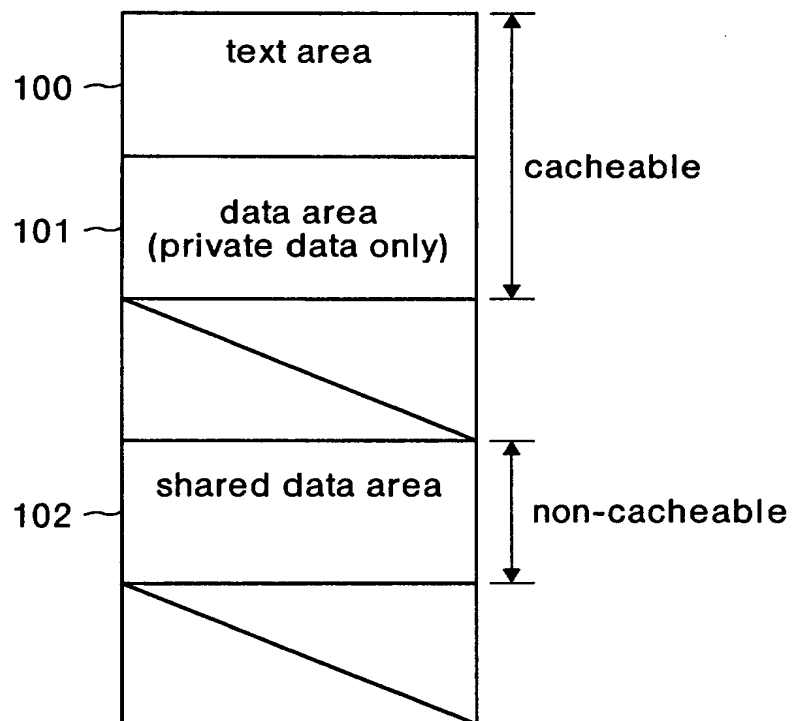 text area
100
cacheable
data area
101
(private data only)
shared data area
102
non-cacheable